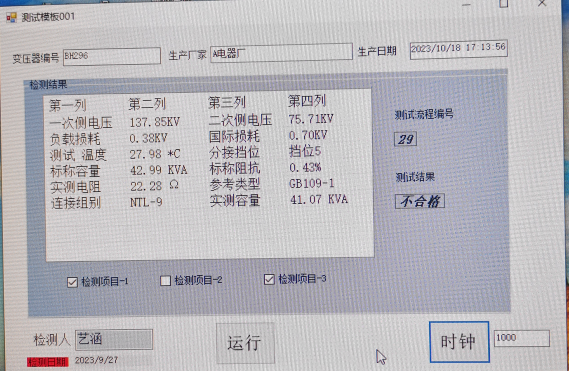 测试模板001
变压器编号 BH296 生产厂家 A电器厂 生产日期 2023/10/18 17:13:56
检测结果
第一列 第二列 第三列 第四列
一次侧电压 137.85KV 二次侧电压 75.71KV
负载损耗 0.38KV 国际损耗 0.70KV
测试 温度 27.98 *C 分接挡位 挡位5
标称容量 42.99 KVA 标称阻抗 0.43%
实测电阻 22.28 Ω 参考类型 GB109-1
连接组别 NTL-9 实测容量 41.07 KVA
测试流程编号
29
测试结果
不合格
检测项目-1 检测项目-2 检测项目-3
检测人 艺涵 运行 时钟 1000
检测日期 2023/9/27